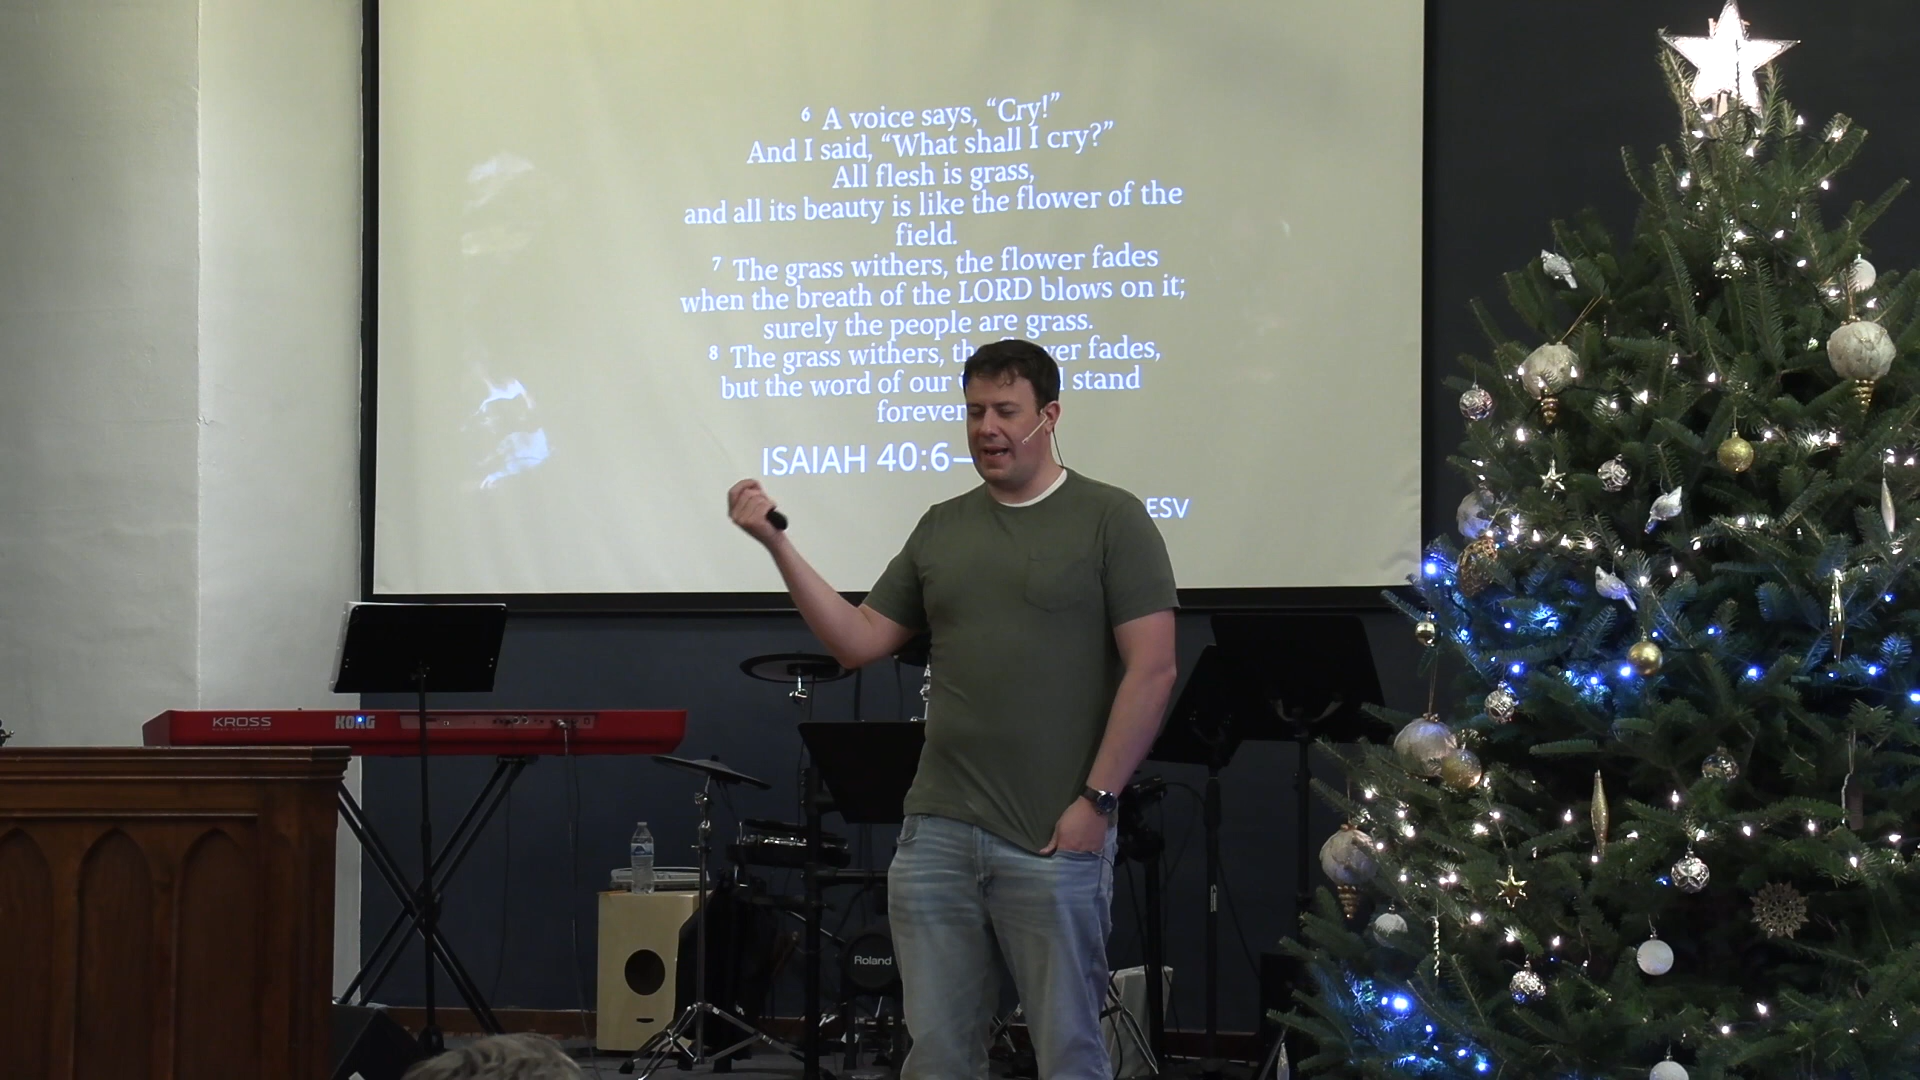 6 A voice says, “Cry!”
And I said, “What shall I cry?”
All flesh is grass,
and all its beauty is like the flower of the
field.
7 The grass withers, the flower fades
when the breath of the LORD blows on it;
surely the people are grass.
8 The grass withers, fades,
but the word of our stand
forever
ISAIAH 40:6–
ESV
KROSS
KORG
Roland